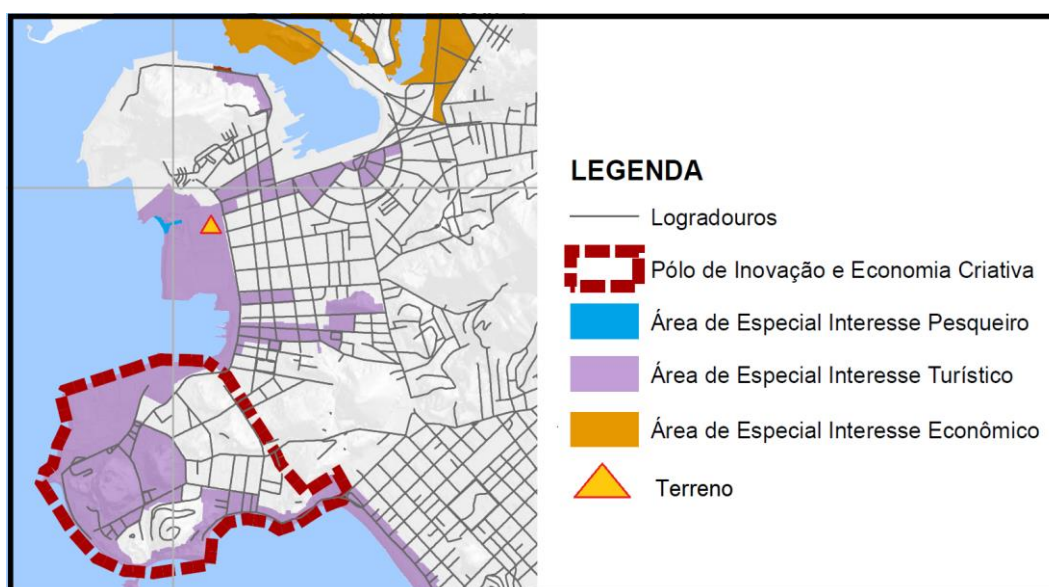 LEGENDA
Logradouros
Pólo de Inovação e Economia Criativa
Área de Especial Interesse Pesqueiro
Área de Especial Interesse Turístico
Área de Especial Interesse Econômico
Terreno